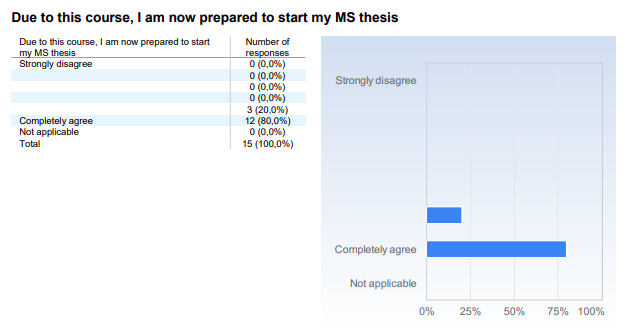 Due to this course, I am now prepared to start my MS thesis
Due to this course, I am now prepared to start my MS thesis
Number of responses
Strongly disagree 0 (0,0%)
0 (0,0%)
0 (0,0%)
0 (0,0%)
3 (20,0%)
Completely agree 12 (80,0%)
Not applicable 0 (0,0%)
Total 15 (100,0%)
Strongly disagree
Completely agree
Not applicable
0% 25% 50% 75% 100%